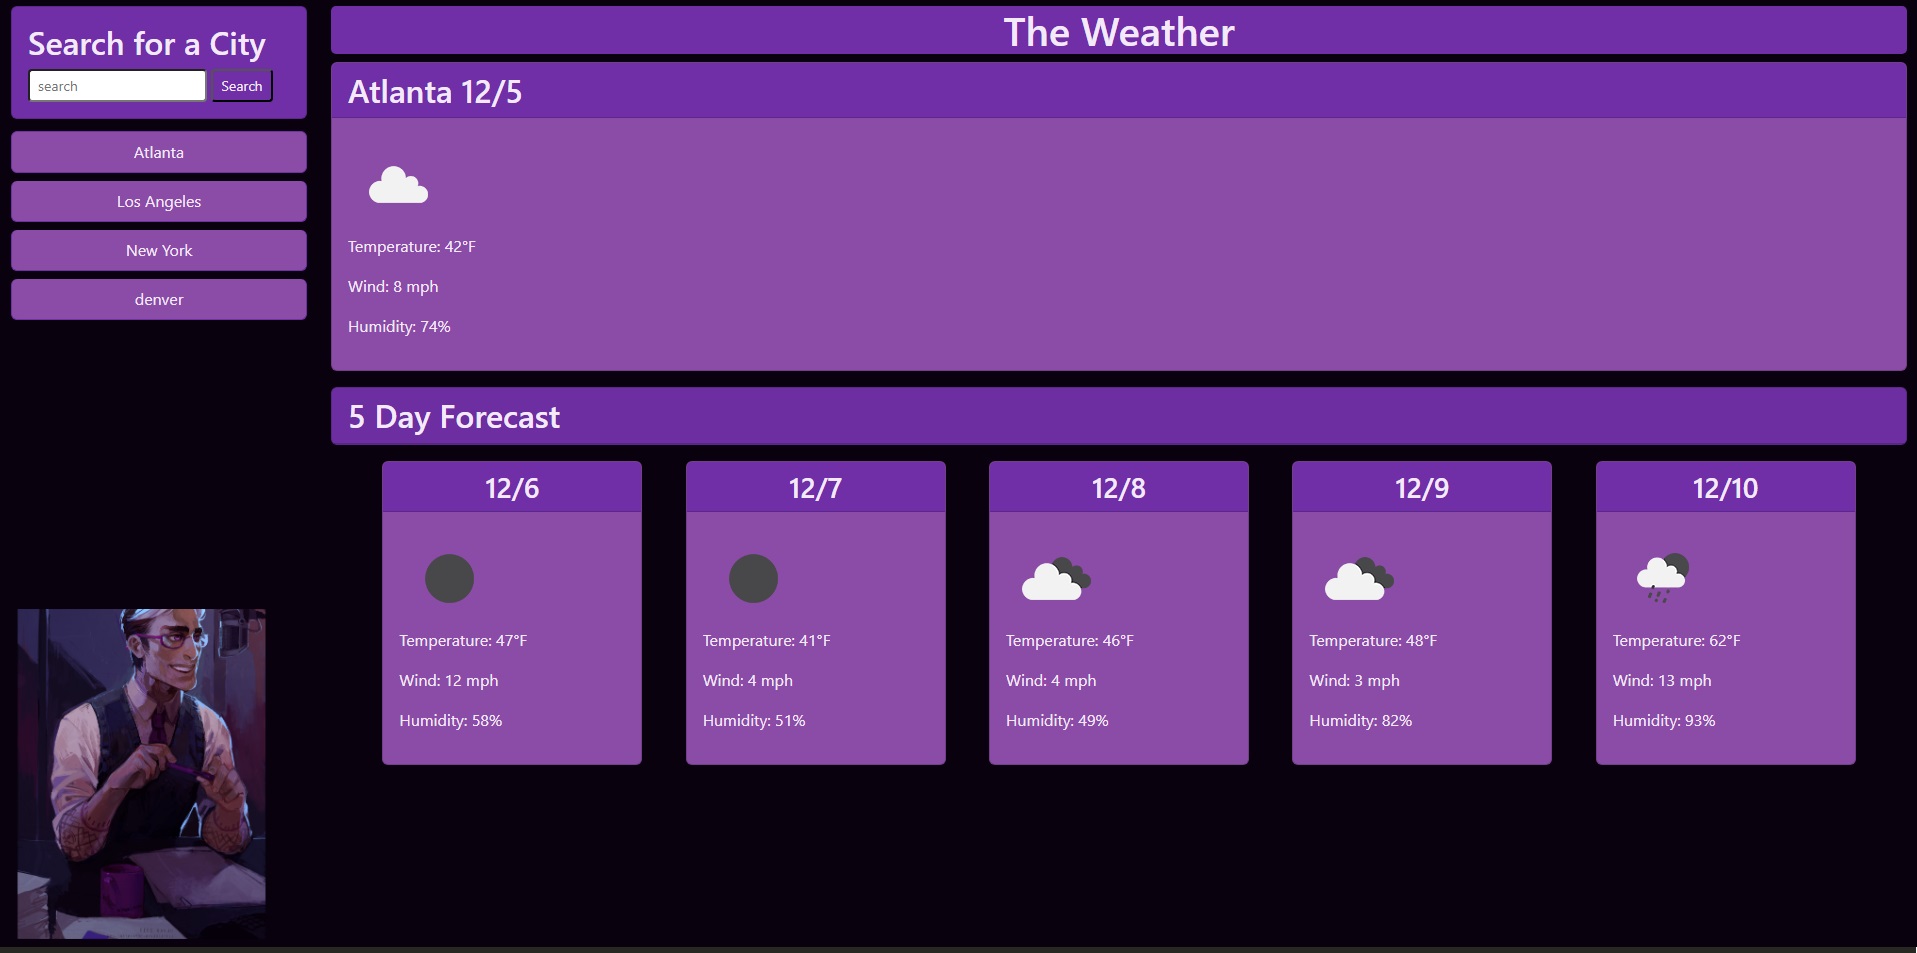 Search for a City
search
Search
Atlanta
Los Angeles
New York
denver
The Weather
Atlanta 12/5
Temperature: 42°F
Wind: 8 mph
Humidity: 74%
5 Day Forecast
12/6
Temperature: 47°F
Wind: 12 mph
Humidity: 58%
12/7
Temperature: 41°F
Wind: 4 mph
Humidity: 51%
12/8
Temperature: 46°F
Wind: 4 mph
Humidity: 49%
12/9
Temperature: 48°F
Wind: 3 mph
Humidity: 82%
12/10
Temperature: 62°F
Wind: 13 mph
Humidity: 93%